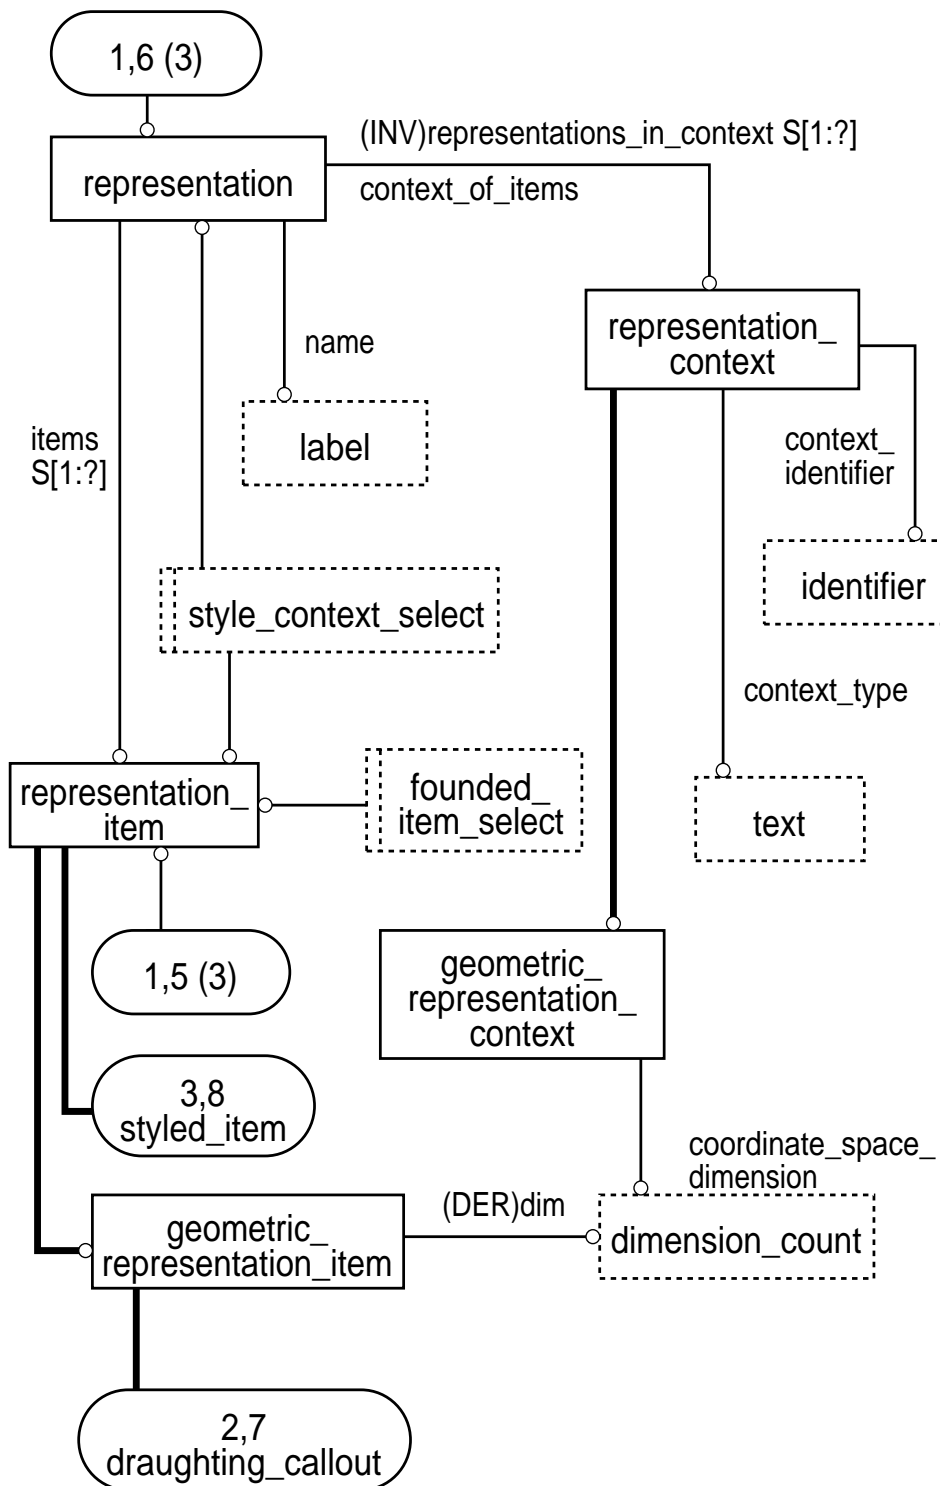 1,6 (3)
(INV)representations_in_context S[1:?]
representation
context_of_items
representation_
context
name
items
S[1:?]
label
context_
identifier
identifier
style_context_select
context_type
representation_
item
founded_
item_select
text
1,5 (3)
geometric_
representation_
context
3,8
styled_item
coordinate_space_
dimension
(DER)dim
geometric_
representation_item
dimension_count
2,7
draughting_callout